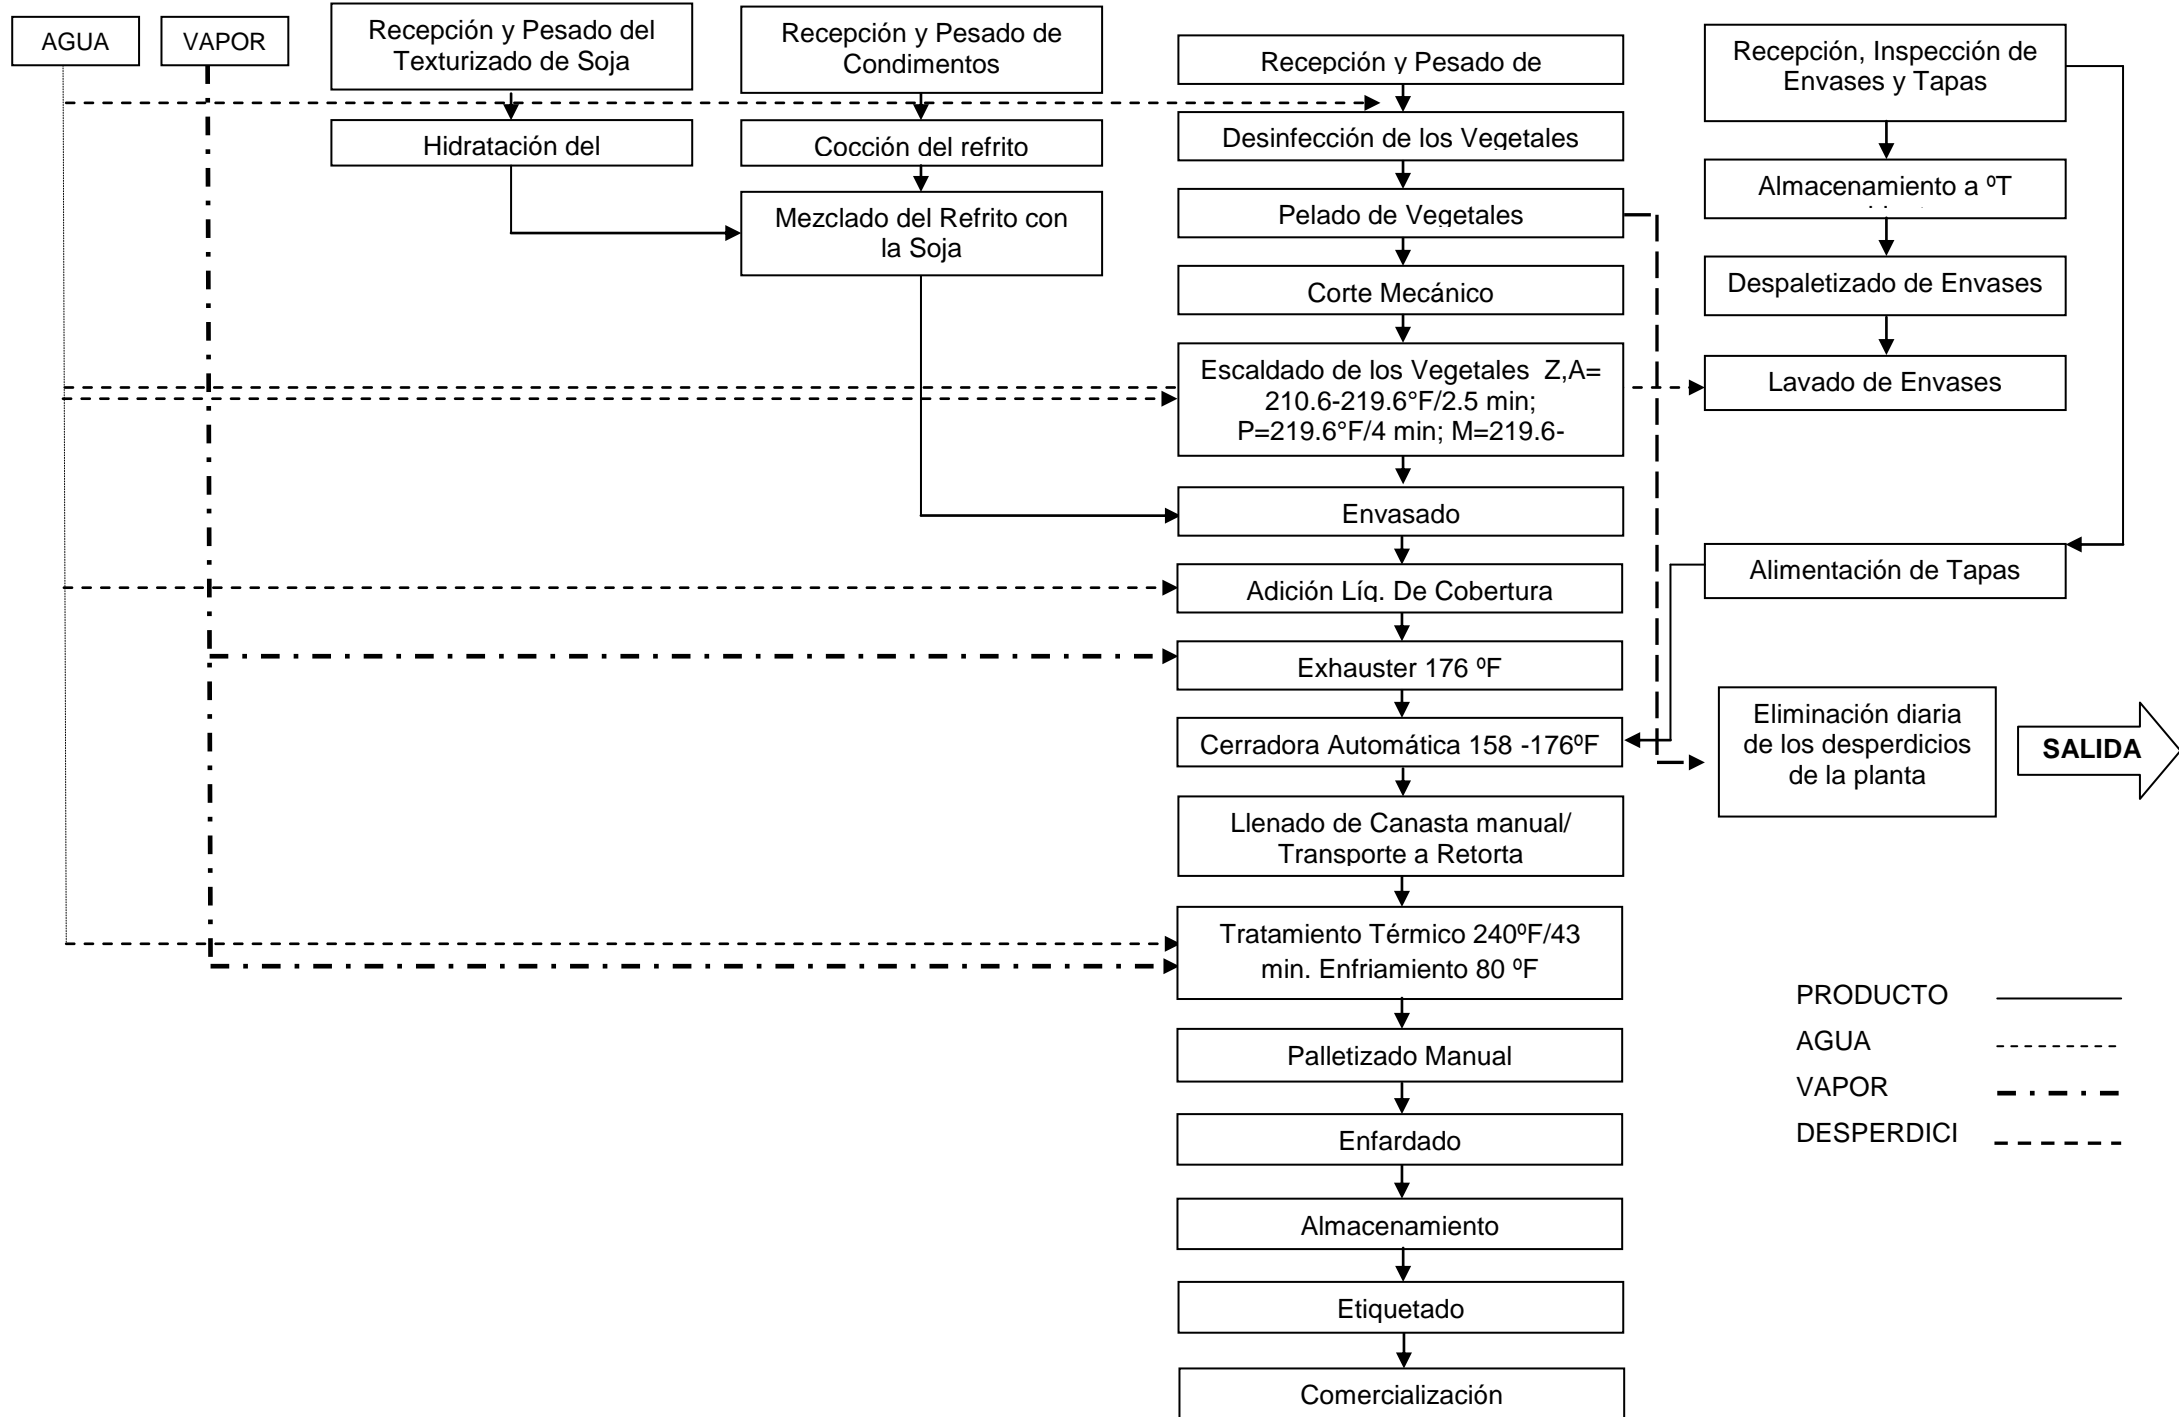 AGUA
VAPOR
Recepción y Pesado del
Texturizado de Soja
Recepción y Pesado de
Condimentos
Recepción y Pesado de
Recepción, Inspección de
Envases y Tapas
Hidratación del
Cocción del refrito
Desinfección de los Vegetales
Almacenamiento a ºT
Mezclado del Refrito con
la Soja
Pelado de Vegetales
Despaletizado de Envases
Corte Mecánico
Escaldado de los Vegetales Z,A=
210.6-219.6°F/2.5 min;
P=219.6°F/4 min; M=219.6-
Lavado de Envases
Envasado
Alimentación de Tapas
Adición Líq. De Cobertura
Exhauster 176 ºF
Cerradora Automática 158 -176ºF
Eliminación diaria
de los desperdicios
de la planta
SALIDA
Llenado de Canasta manual/
Transporte a Retorta
Tratamiento Térmico 240ºF/43
min. Enfriamiento 80 ºF
Palletizado Manual
Enfardado
Almacenamiento
Etiquetado
Comercialización
PRODUCTO
AGUA
VAPOR
DESPERDICI